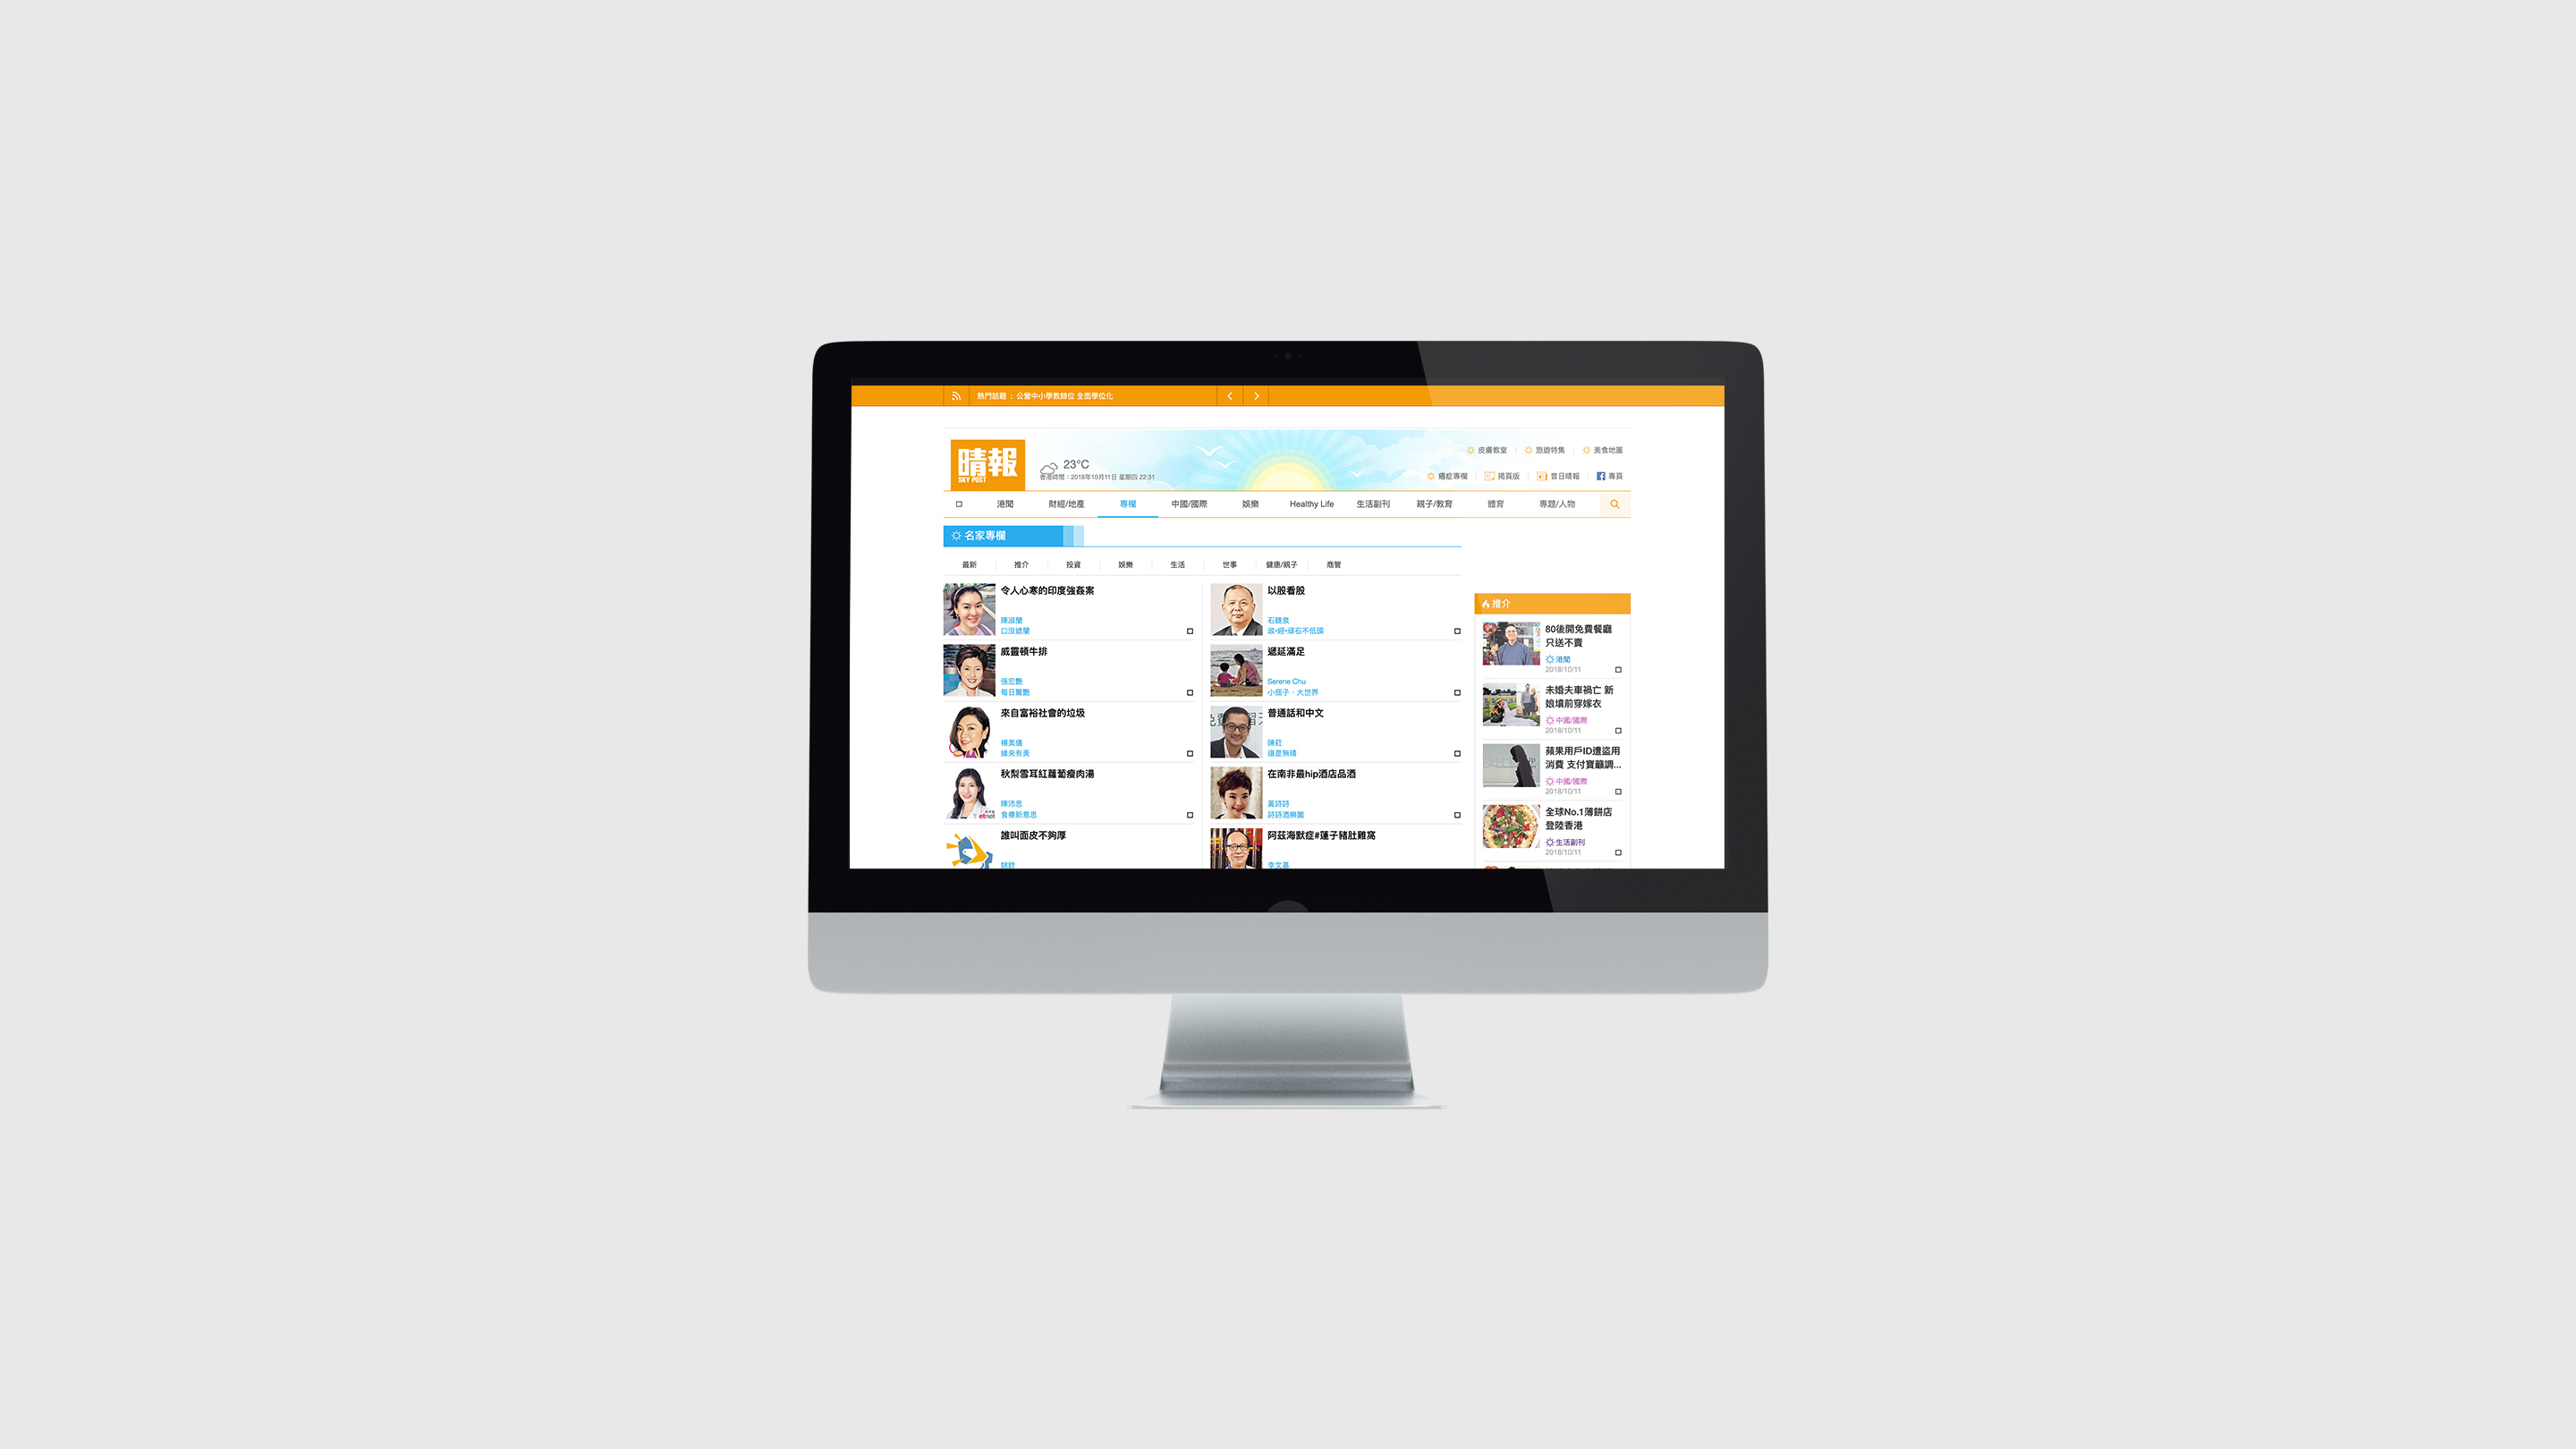 熱門話題 ： 公營中小學教師位 全面學位化
晴報
SKY POST
23°C
香港時間：2018年10月11日 星期四 22:31
皮膚教室
旅遊特集
美食地圖
癌症專欄
揭頁版
昔日晴報
專頁
港聞
財經/地產
專欄
中國/國際
娛樂
Healthy Life
生活副刊
親子/教育
體育
專題/人物
名家專欄
最新
推介
投資
娛樂
生活
世事
健康/親子
商管
令人心寒的印度強姦案
陳淑蘭
口沒遮蘭
威靈頓牛排
張宏艷
每日驚艷
來自富裕社會的垃圾
楊美儀
緣來有美
秋梨雪耳紅蘿蔔瘦肉湯
陳沛思
食療新意思
誰叫面皮不夠厚
姚銓
以股看股
石鏡泉
政•經•頑石不低頭
遞延滿足
Serene Chu
小個子．大世界
普通話和中文
陳莊
道是無晴
在南非最hip酒店品酒
黃詩詩
詩詩酒樂園
阿茲海默症#蓮子豬肚雞窩
李文基
推介
80後開免費餐廳
只送不賣
港聞
2018/10/11
未婚夫車禍亡 新
娘墳前穿嫁衣
中國/國際
2018/10/11
蘋果用戶ID遭盜用
消費 支付寶籲調...
中國/國際
2018/10/11
全球No.1薄餅店
登陸香港
生活副刊
2018/10/11